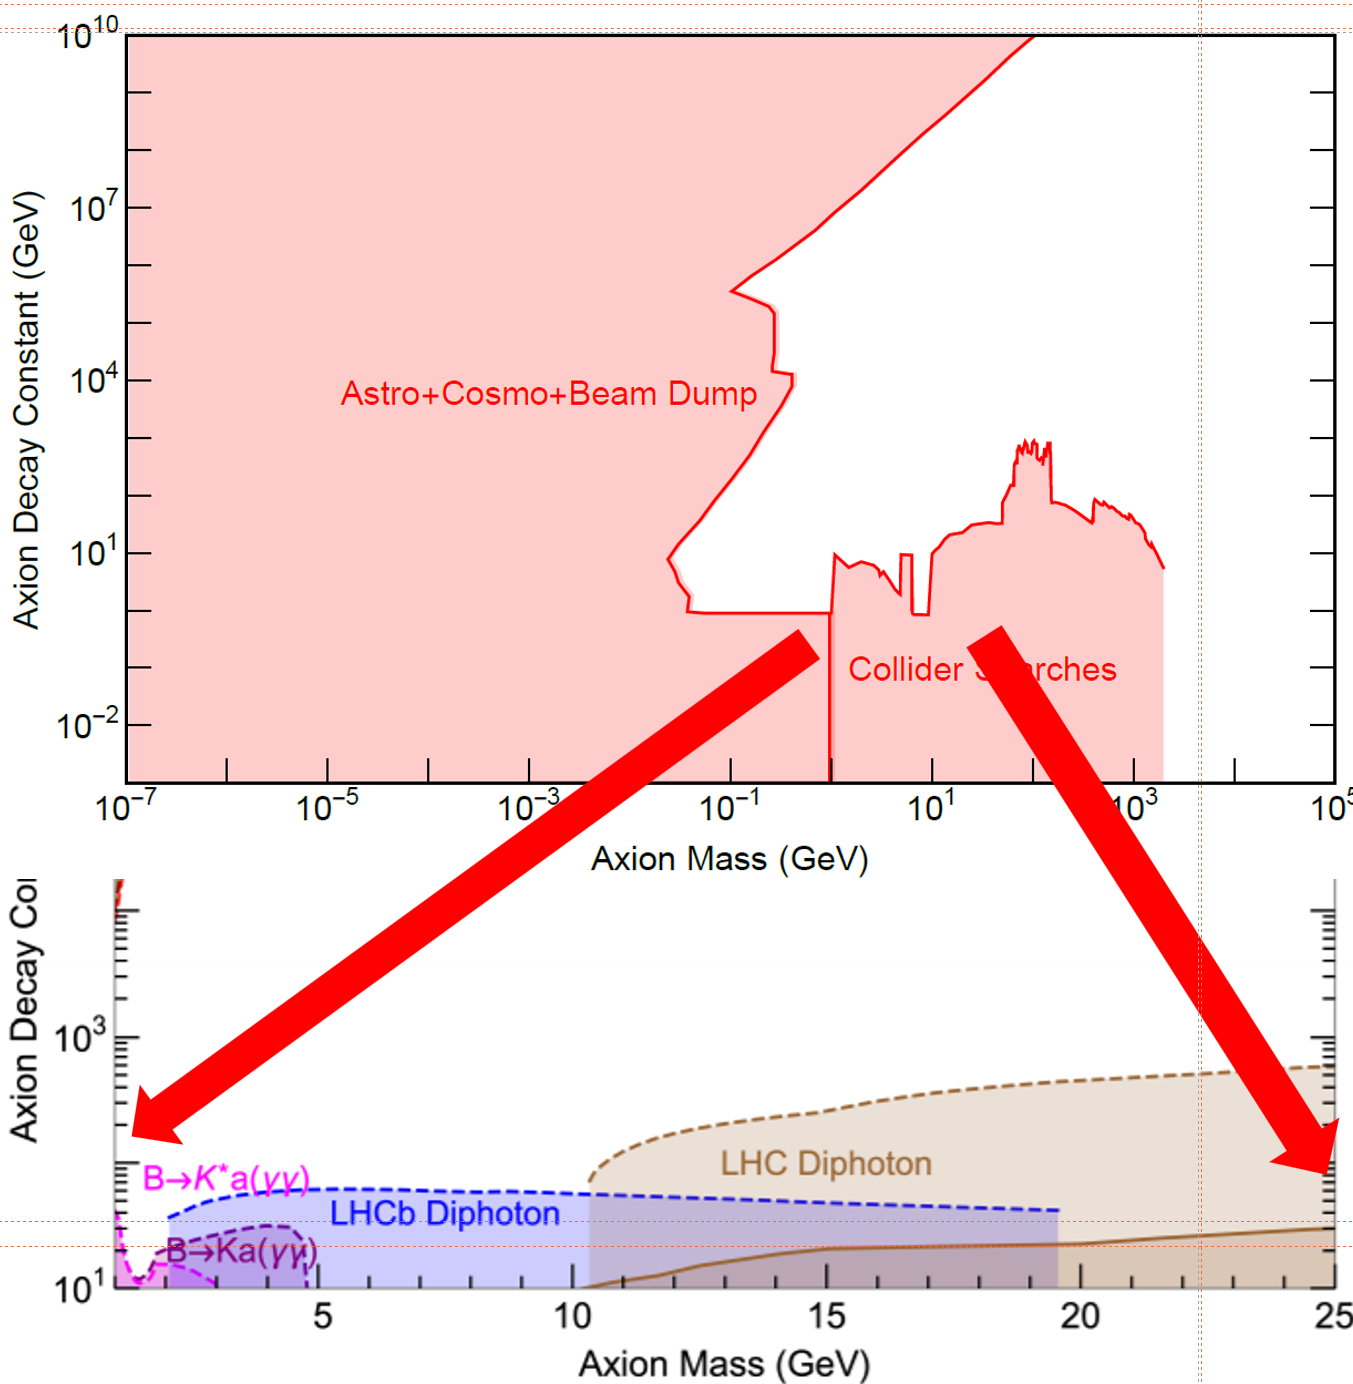 10^10
10^7
10^4
10^1
10^−2
Axion Decay Constant (GeV)
Astro+Cosmo+Beam Dump
Collider
10^−7
10^−5
10^−3
10^−1
10^1
10^3
10^5
Axion Mass (GeV)
Axion Decay
10^3
10^1
B→K*a(γγ)
LHC Diphoton
LHCb Diphoton
B→Ka(γγ)
5
10
15
20
25
Axion Mass (GeV)